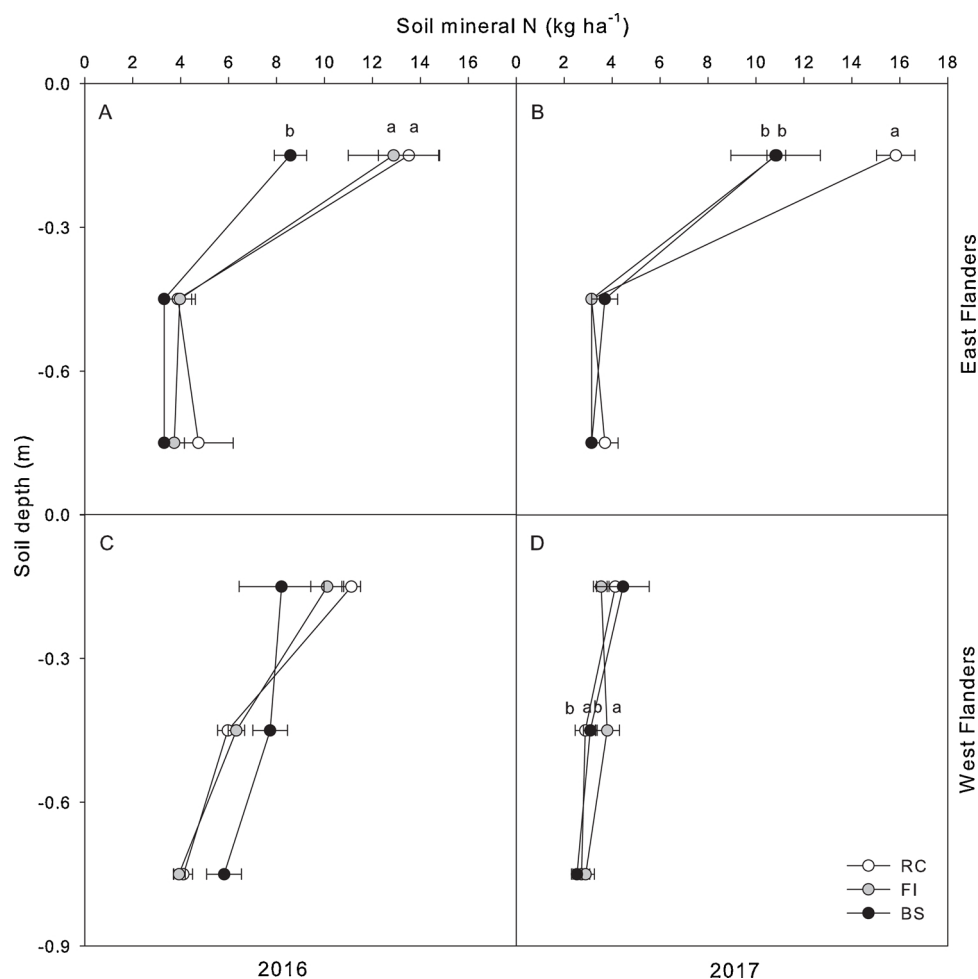 Soil mineral N (kg ha⁻¹)
0 2 4 6 8 10 12 14 16 0 2 4 6 8 10 12 14 16 18
0.0
A
b a a
B
b b a
-0.3
-0.6
East Flanders
Soil depth (m)
0.0
C
D
-0.3
b ab a
-0.6
West Flanders
RC
FI
BS
-0.9
2016 2017